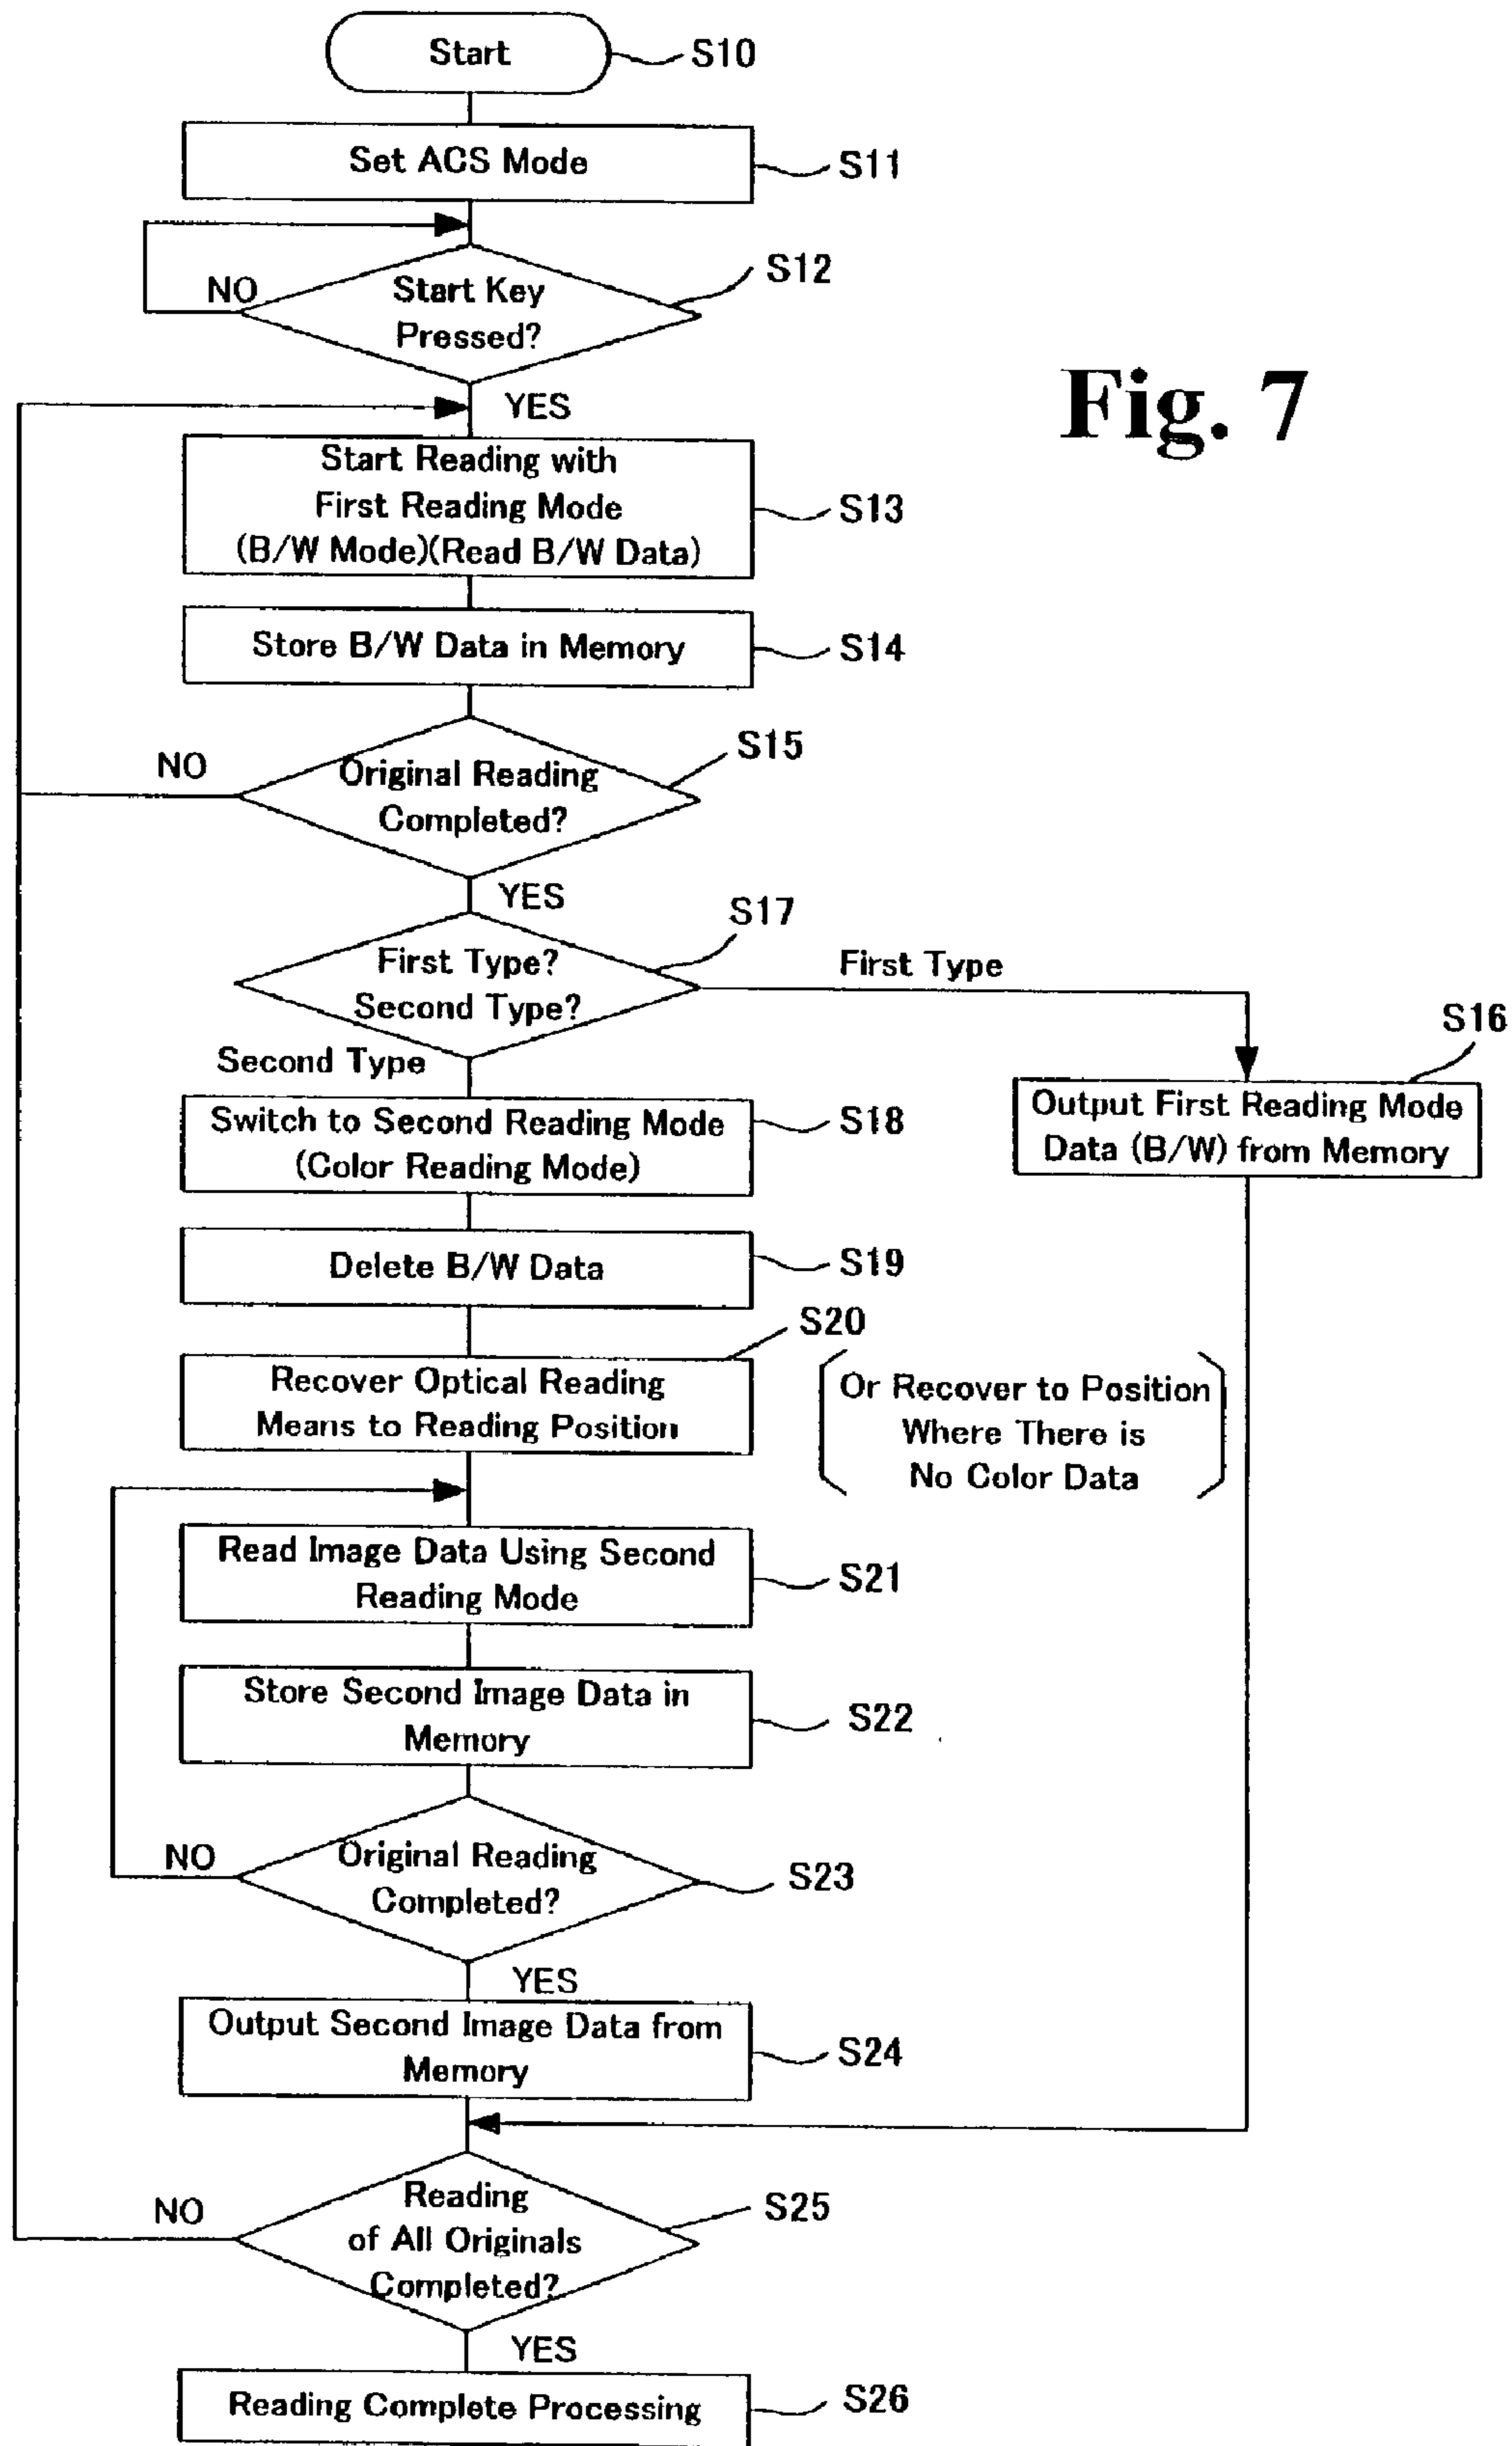 Start
S10
Set ACS Mode
S11
S12
NO
Start Key
Pressed?
Fig. 7
YES
Start Reading with
First Reading Mode
(B/W Mode)(Read B/W Data)
S13
Store B/W Data in Memory
S14
S15
NO
Original Reading
Completed?
YES
S17
First Type?
Second Type?
First Type
S16
Second Type
Output First Reading Mode
Data (B/W) from Memory
Switch to Second Reading Mode
(Color Reading Mode)
S18
Delete B/W Data
S19
S20
Recover Optical Reading
Means to Reading Position
Or Recover to Position
Where There is
No Color Data
Read Image Data Using Second
Reading Mode
S21
Store Second Image Data in
Memory
S22
NO
Original Reading
Completed?
S23
YES
Output Second Image Data from
Memory
S24
NO
Reading
of All Originals
Completed?
S25
YES
Reading Complete Processing
S26